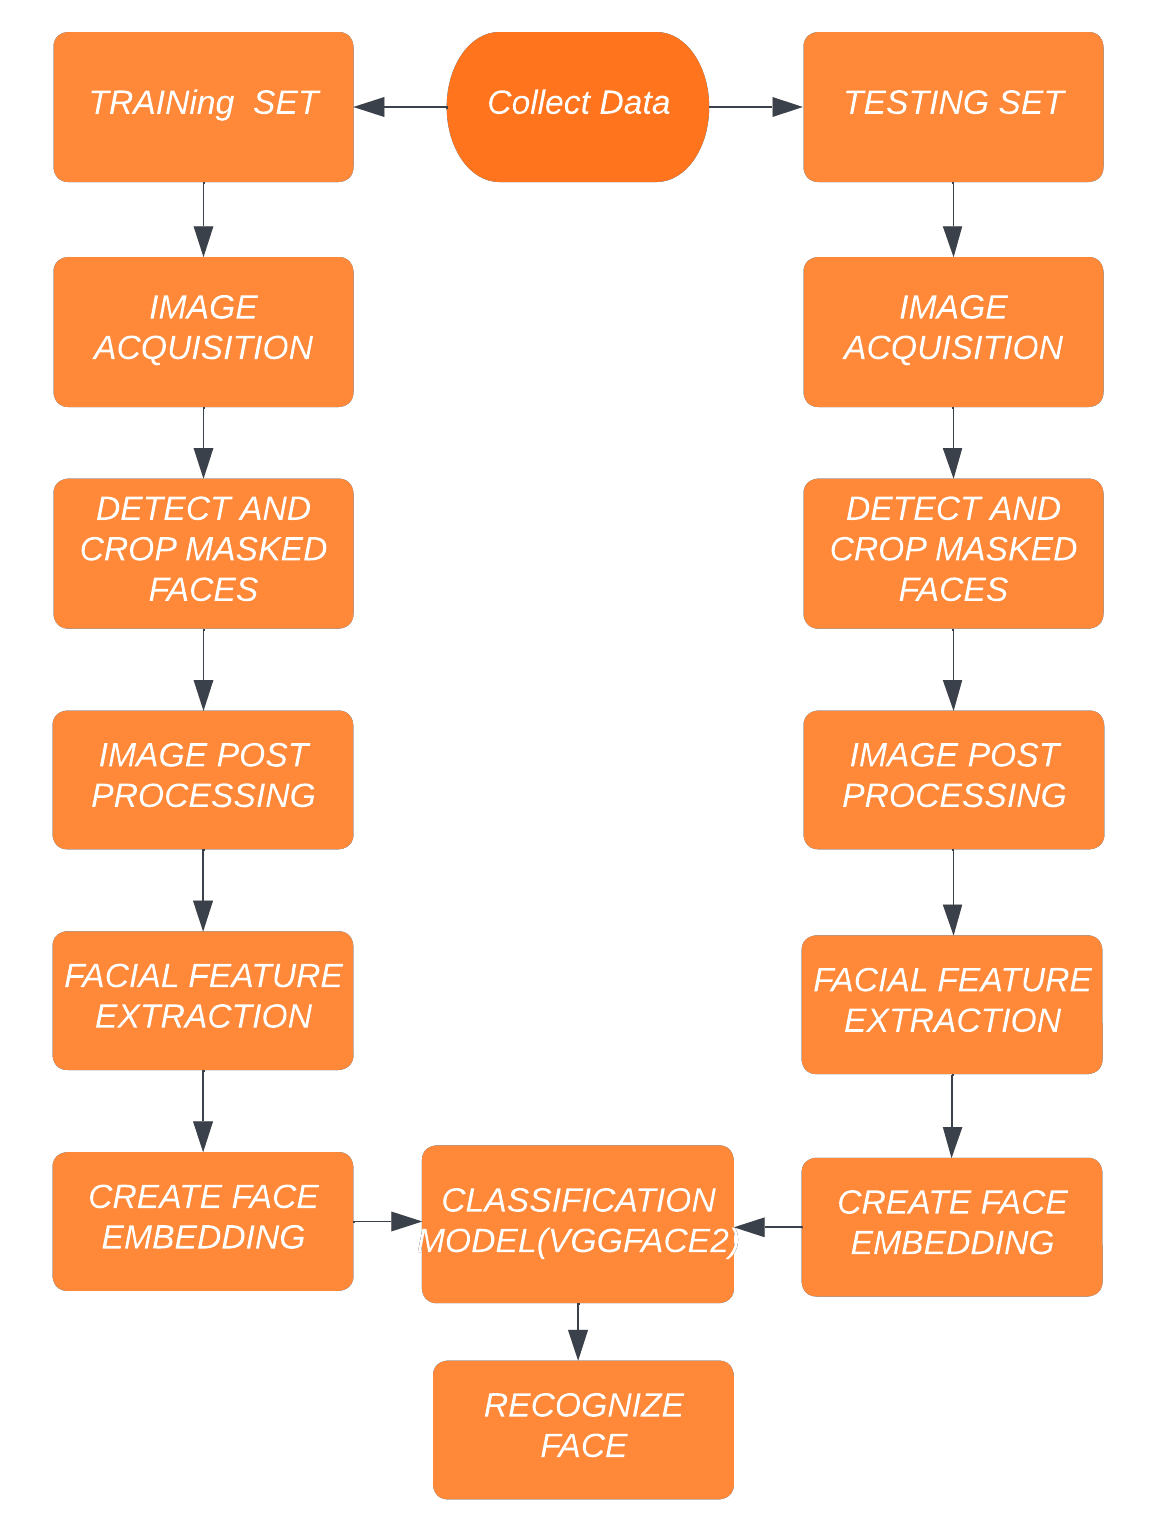 TRAINing  SET
Collect Data
TESTING SET
IMAGE
ACQUISITION
IMAGE
ACQUISITION
DETECT AND
CROP MASKED
FACES
DETECT AND
CROP MASKED
FACES
IMAGE POST
PROCESSING
IMAGE POST
PROCESSING
FACIAL FEATURE
EXTRACTION
FACIAL FEATURE
EXTRACTION
CREATE FACE
EMBEDDING
CLASSIFICATION
MODEL(VGGFACE2)
CREATE FACE
EMBEDDING
RECOGNIZE
FACE